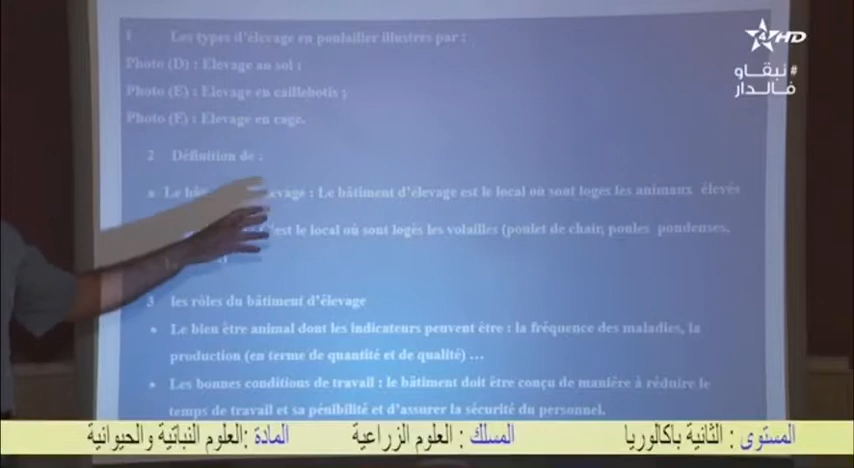 1 Les types d'élevage en poulailler illustrés par :
Photo (D) : Elevage au sol ;
Photo (E) : Elevage en caillebotis ;
Photo (E) : Elevage en cage.
2 Définition de :
a Le élevage : Le bâtiment d'élevage est le local où sont logés les animaux élevés
est le local où sont logés les volailles (poulet de chair, poules pondeuses,
3 les rôles du bâtiment d'élevage
• Le bien être animal dont les indicateurs peuvent être : la fréquence des maladies, la
production (en terme de quantité et de qualité) ...
• Les bonnes conditions de travail : le bâtiment doit être conçu de manière à réduire le
temps de travail et sa pénibilité et d'assurer la sécurité du personnel.
4 HD
#نبقاو
فالدار
المستوى : الثانية باكالوريا المسلك : العلوم الزراعية المادة :العلوم النباتية والحيوانية